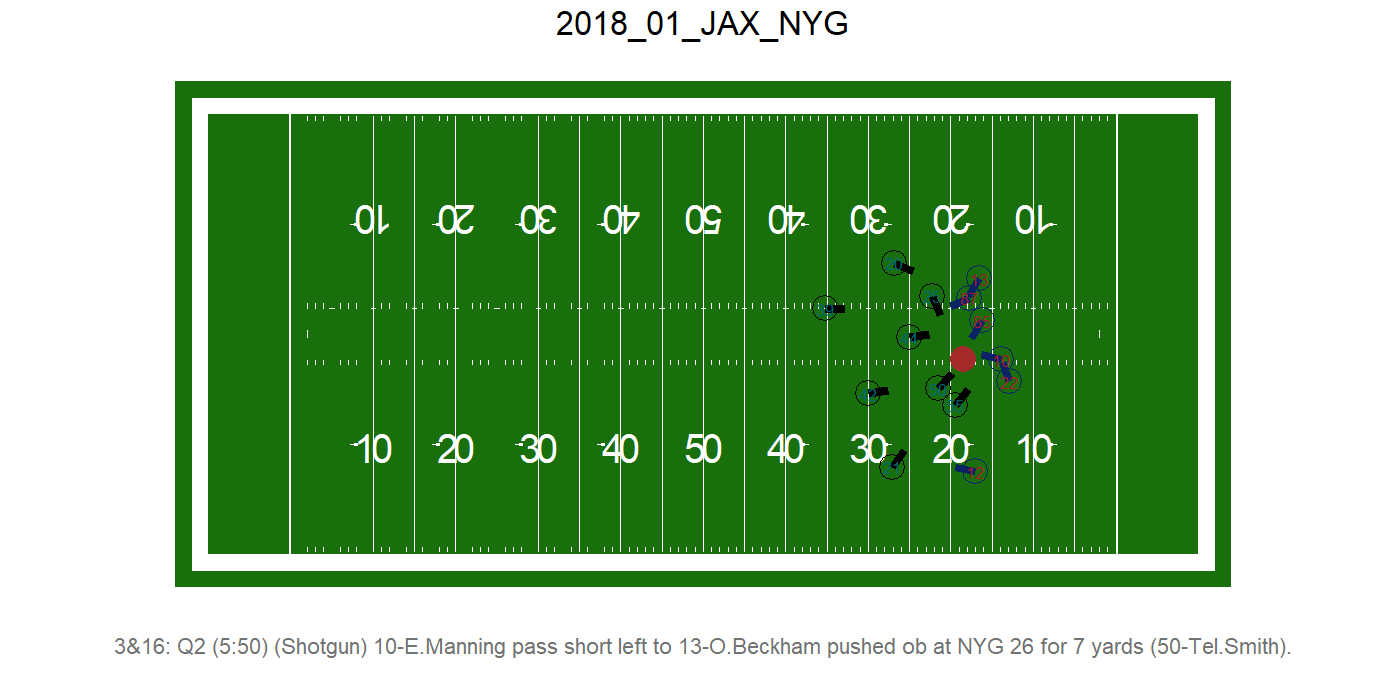 2018_01_JAX_NYG
10 20 30 40 50 40 30 20 10
22
10 20 30 40 50 40 30 20 10
3&16: Q2 (5:50) (Shotgun) 10-E.Manning pass short left to 13-O.Beckham pushed ob at NYG 26 for 7 yards (50-Tel.Smith).